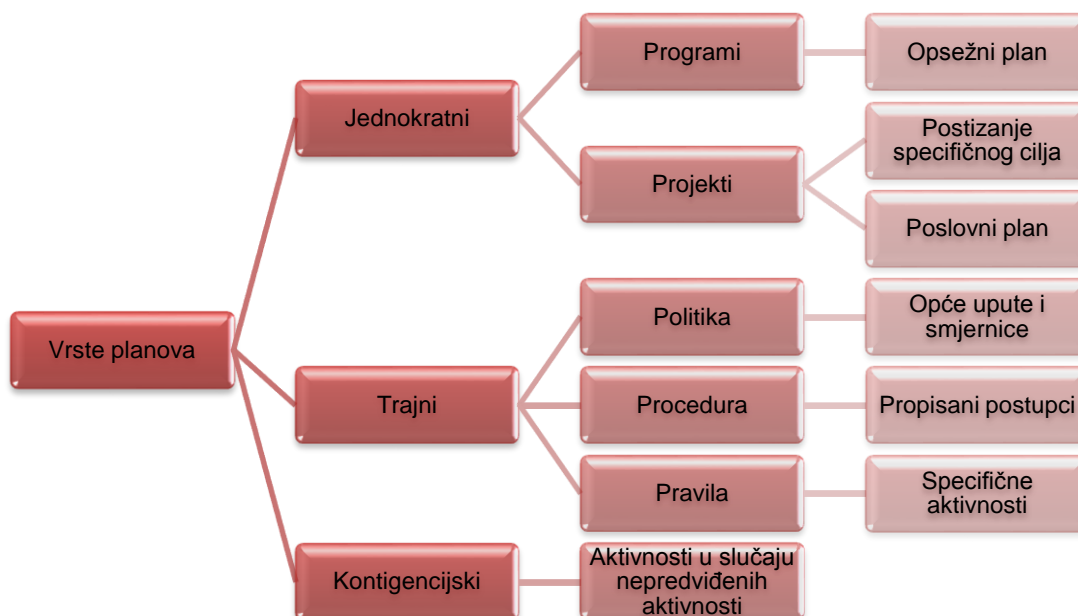 Vrste planova
Jednokratni
Programi
Opsežni plan
Projekti
Postizanje
specifičnog cilja
Poslovni plan
Trajni
Politika
Opće upute i
smjernice
Procedura
Propisani postupci
Pravila
Specifične
aktivnosti
Kontigencijski
Aktivnosti u slučaju
nepredviđenih
aktivnosti